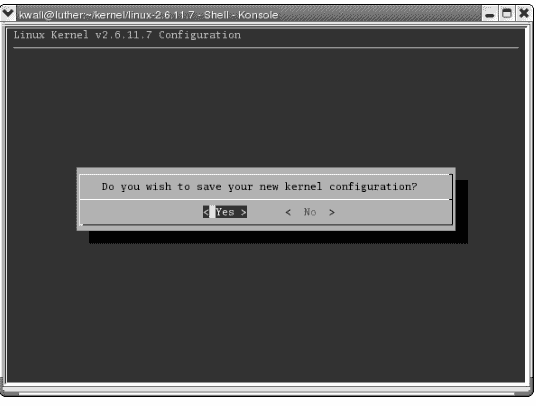 kwall@luther:~/kernel/linux-2.6.11.7 - Shell - Konsole
Linux Kernel v2.6.11.7 Configuration
Do you wish to save your new kernel configuration?
< Yes > < No >